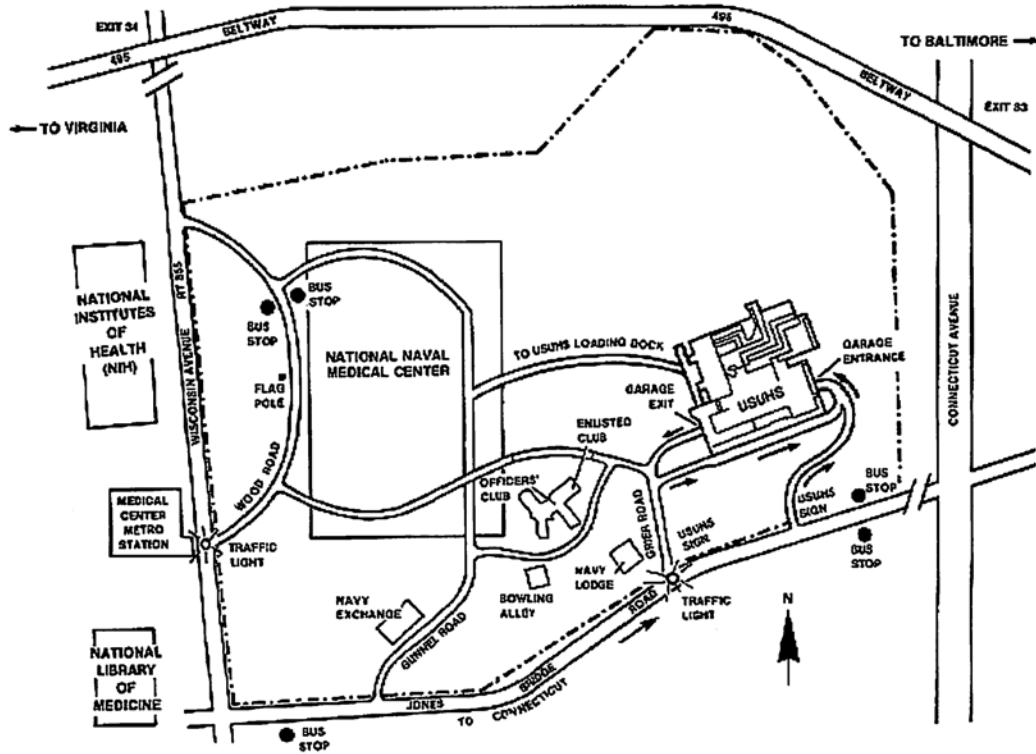 EXIT 34
BELTWAY
495
495
TO BALTIMORE
BELTWAY
EXIT 33
TO VIRGINIA
NATIONAL
INSTITUTES
OF
HEALTH
(NIH)
WISCONSIN AVENUE RT 355
BUS
STOP
BUS
STOP
NATIONAL NAVAL
MEDICAL CENTER
FLAG
POLE
TO USUHS LOADING DOCK
GARAGE
ENTRANCE
GARAGE
EXIT
USUHS
CONNECTICUT AVENUE
ENLISTED
CLUB
OFFICERS'
CLUB
WOOD ROAD
MEDICAL
CENTER
METRO
STATION
TRAFFIC
LIGHT
GRIER ROAD
USUHS
SIGN
USUHS
SIGN
BUS
STOP
BUS
STOP
NAVY
LODGE
BOWLING
ALLEY
NAVY
EXCHANGE
GUNNEL ROAD
TRAFFIC
LIGHT
N
NATIONAL
LIBRARY
OF
MEDICINE
JONES BRIDGE ROAD
TO CONNECTICUT
BUS
STOP